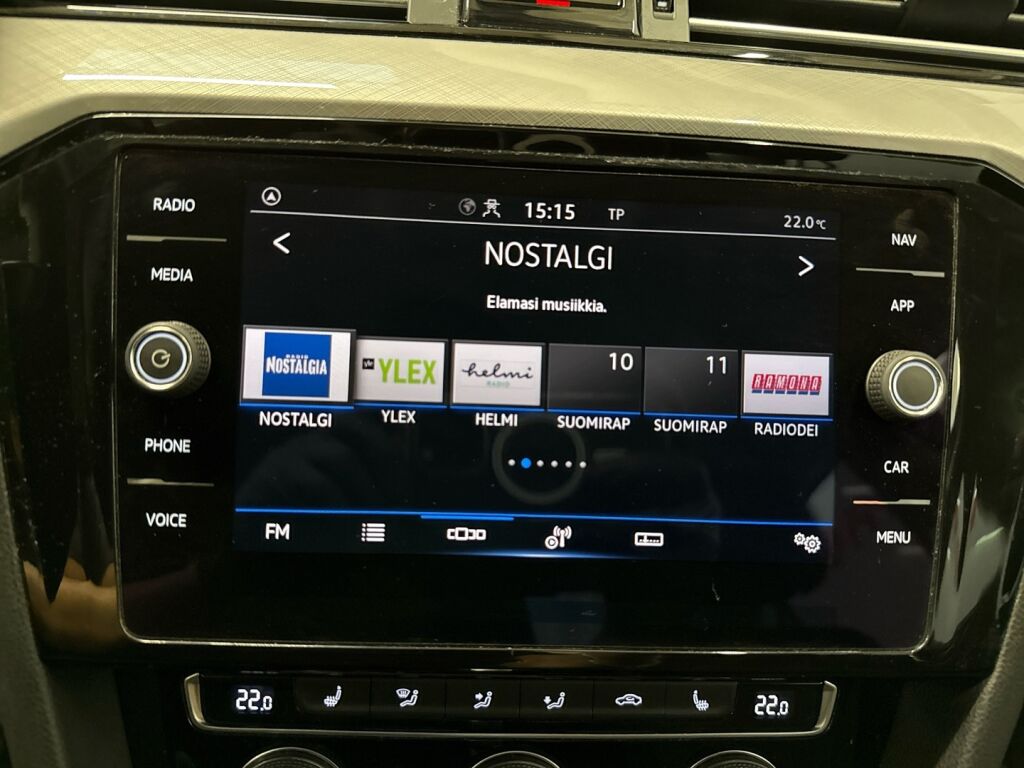 RADIO
MEDIA
PHONE
VOICE
15:15 TP 22.0°C
< NOSTALGI >
Elamasi musiikkia.
RADIO
NOSTALGIA
yle YLEX
helmi
RADIO
10
11
RAMONA
NOSTALGI YLEX HELMI SUOMIRAP SUOMIRAP RADIODEI
FM
NAV
APP
CAR
MENU
22.0 22.0